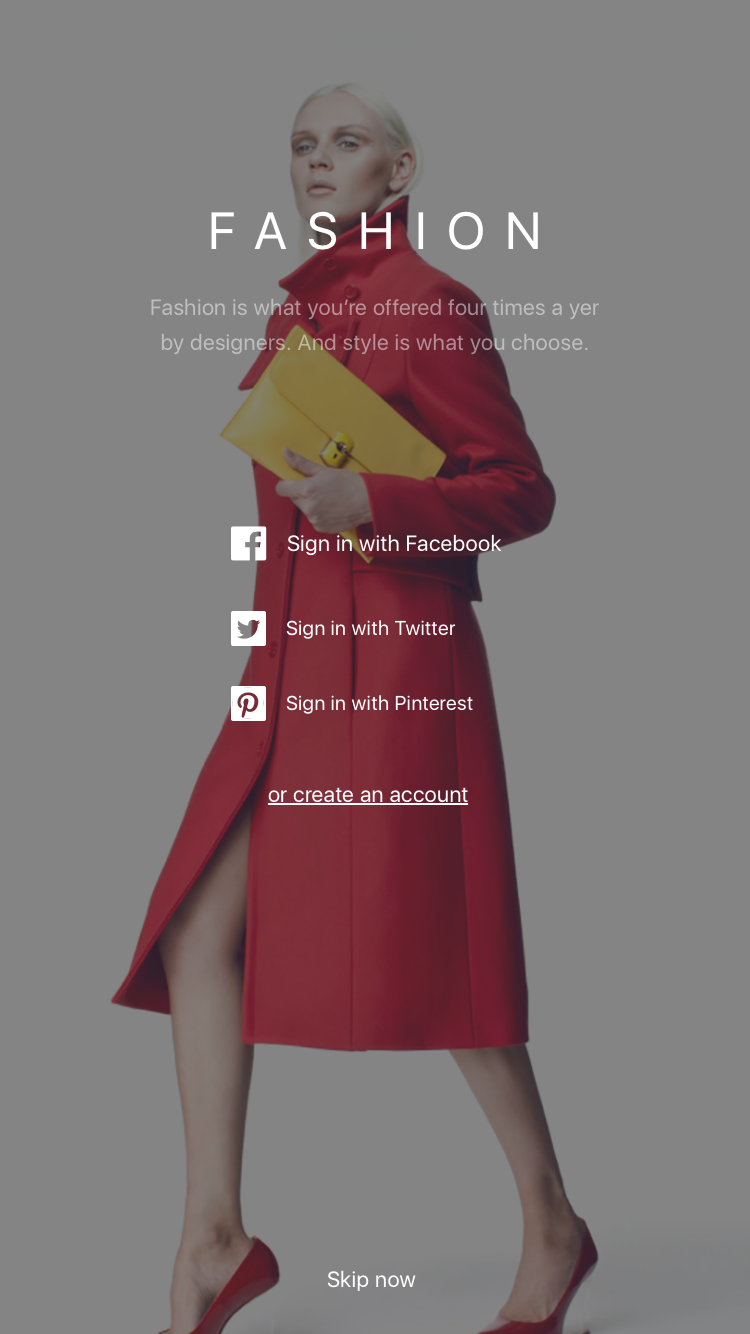 FASHION
Fashion is what you’re offered four times a yer
by designers. And style is what you choose.
Sign in with Facebook
Sign in with Twitter
Sign in with Pinterest
or create an account
Skip now